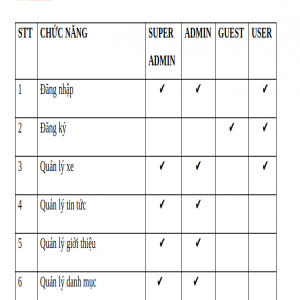 STT CHỨC NĂNG SUPER ADMIN ADMIN GUEST USER
1 Đăng nhập ✔ ✔ ✔
2 Đăng ký ✔ ✔
3 Quản lý xe ✔ ✔ ✔
4 Quản lý tin tức ✔ ✔
5 Quản lý giới thiệu ✔ ✔
6 Quản lý danh mục ✔ ✔